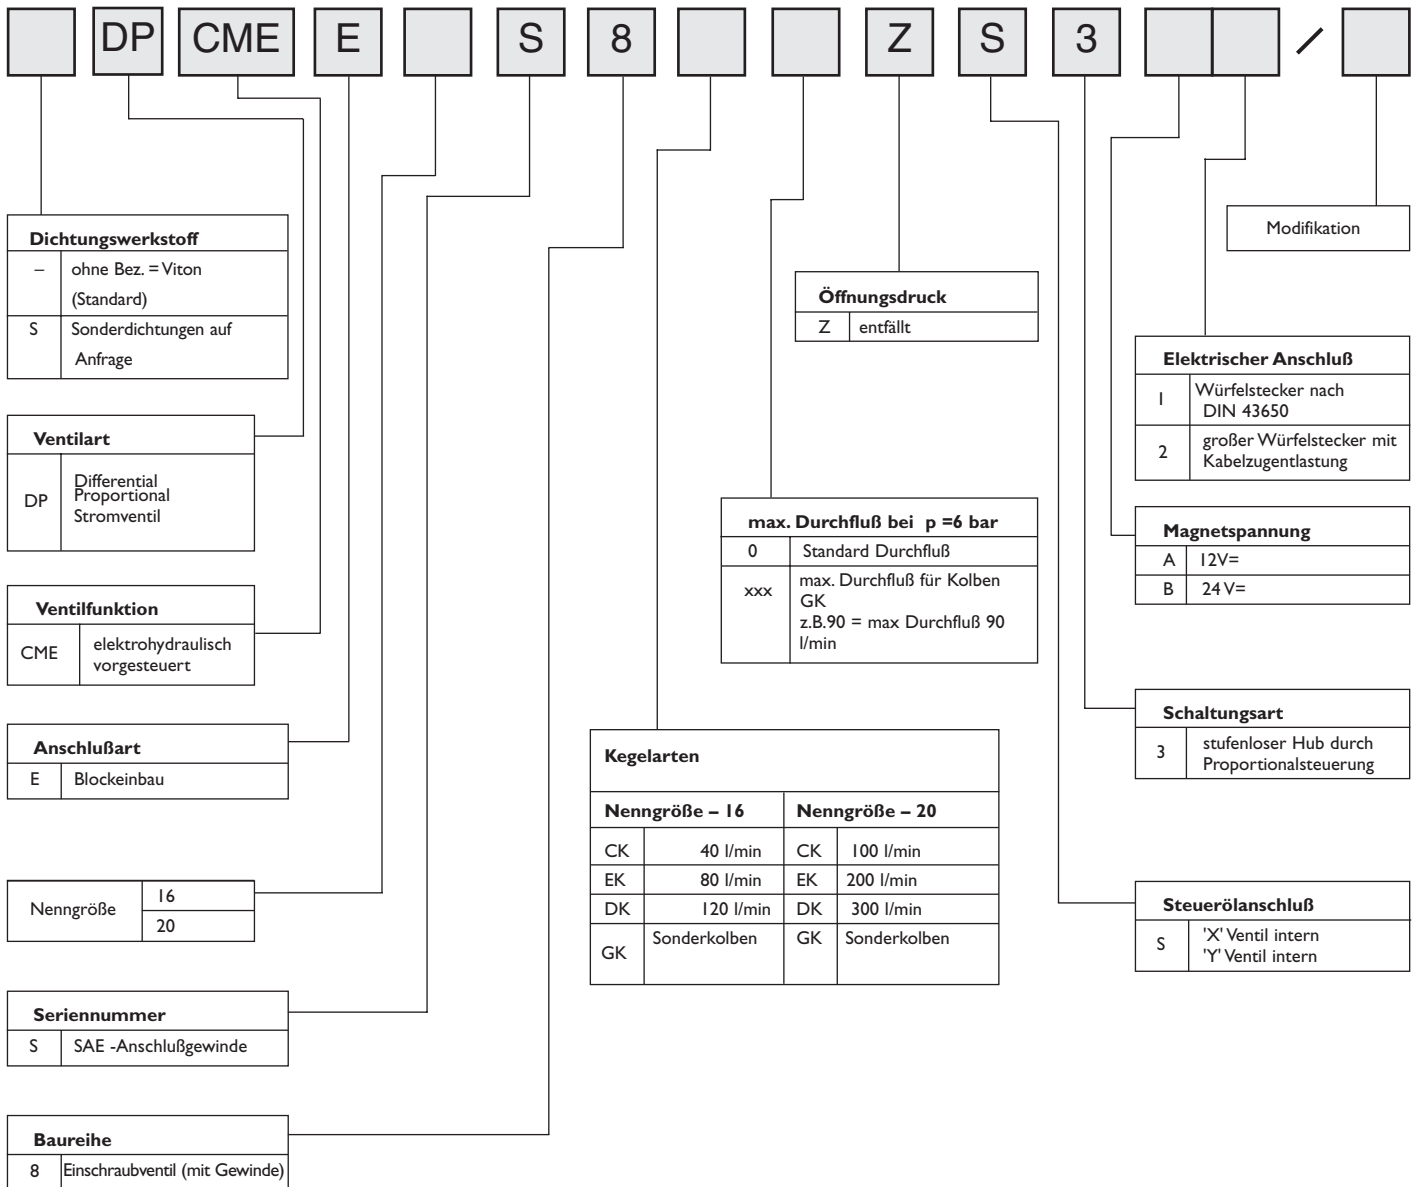 DP CME E S 8 Z S 3 /
Dichtungswerkstoff
– ohne Bez. = Viton
(Standard)
S Sonderdichtungen auf
Anfrage
Ventilart
DP Differential
Proportional
Stromventil
Ventilfunktion
CME elektrohydraulisch
vorgesteuert
Anschlußart
E Blockeinbau
Nenngröße 16
20
Seriennummer
S SAE -Anschlußgewinde
Baureihe
8 Einschraubventil (mit Gewinde)
Kegelarten
Nenngröße – 16 Nenngröße – 20
CK 40 l/min CK 100 l/min
EK 80 l/min EK 200 l/min
DK 120 l/min DK 300 l/min
GK Sonderkolben GK Sonderkolben
max. Durchfluß bei p =6 bar
0 Standard Durchfluß
xxx max. Durchfluß für Kolben
GK
z.B.90 = max Durchfluß 90
l/min
Öffnungsdruck
Z entfällt
Modifikation
Elektrischer Anschluß
1 Würfelstecker nach
DIN 43650
2 großer Würfelstecker mit
Kabelzugentlastung
Magnetspannung
A 12V=
B 24 V=
Schaltungsart
3 stufenloser Hub durch
Proportionalsteuerung
Steuerölanschluß
S 'X' Ventil intern
'Y' Ventil intern